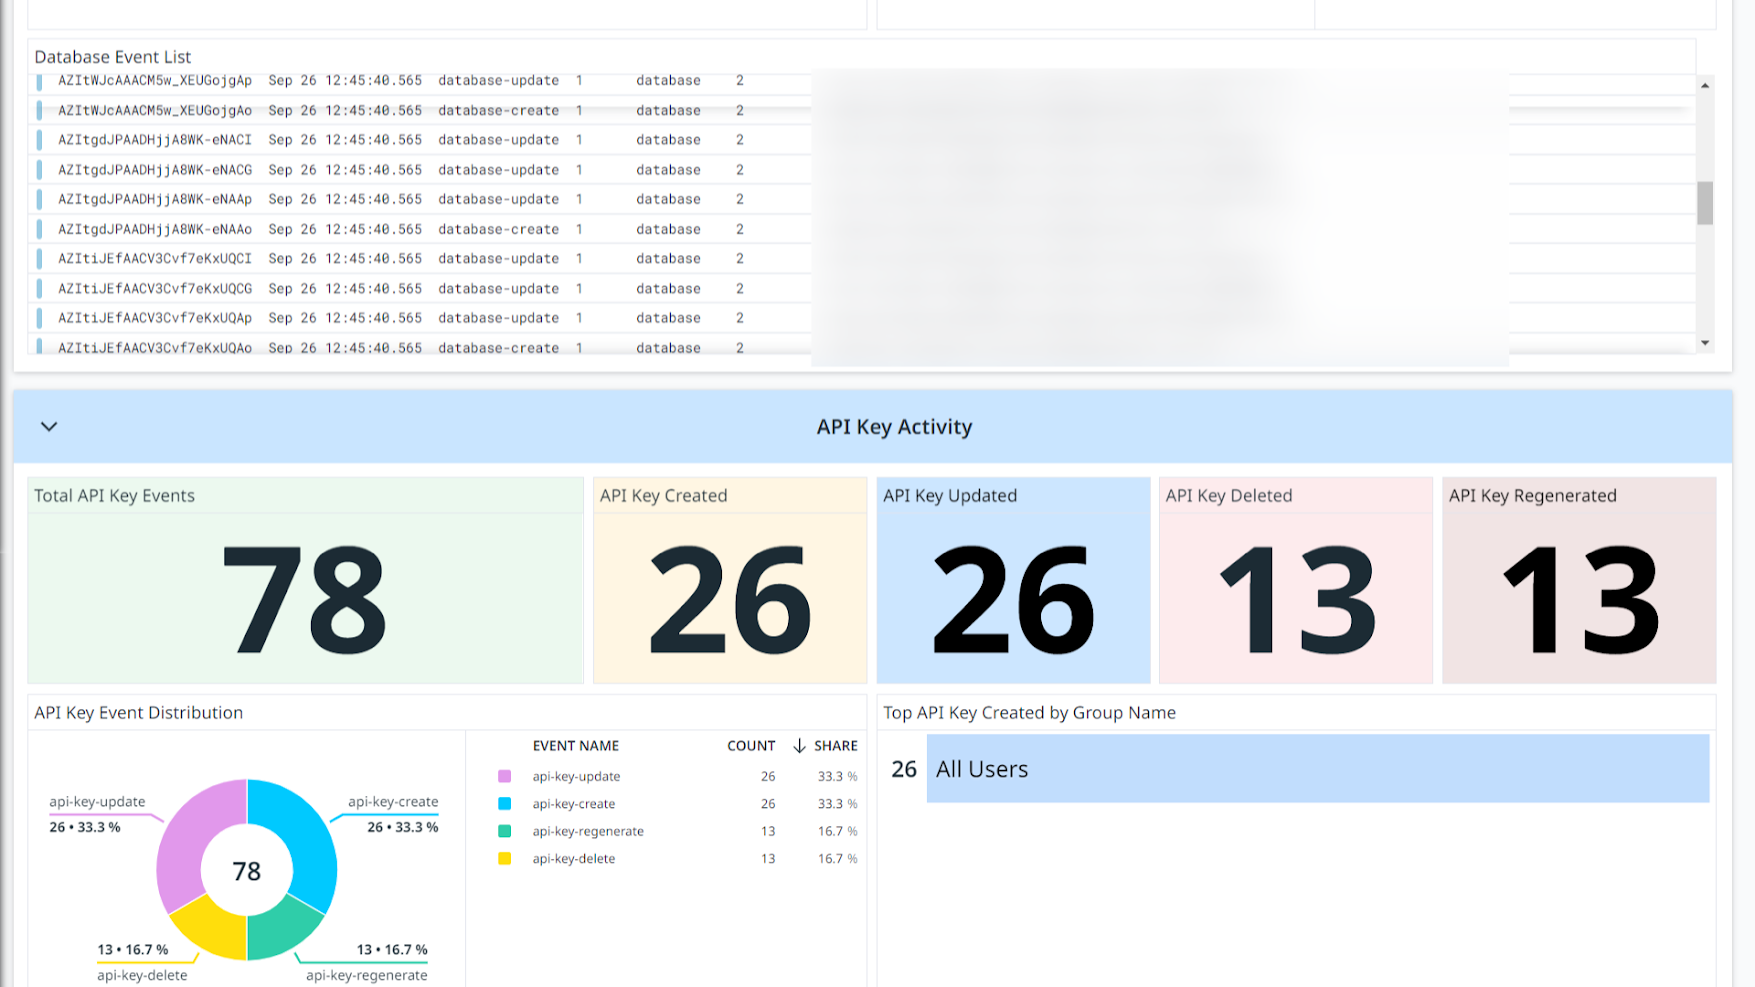 Database Event List
AZItWJcAAACM5w_XEUGojgAp Sep 26 12:45:40.565 database-update 1 database 2
AZItWJcAAACM5w_XEUGojgAo Sep 26 12:45:40.565 database-create 1 database 2
AZItgdJPAADHjjA8WK-eNACI Sep 26 12:45:40.565 database-update 1 database 2
AZItgdJPAADHjjA8WK-eNACG Sep 26 12:45:40.565 database-update 1 database 2
AZItgdJPAADHjjA8WK-eNAAp Sep 26 12:45:40.565 database-update 1 database 2
AZItgdJPAADHjjA8WK-eNAAo Sep 26 12:45:40.565 database-create 1 database 2
AZItiJEfAACV3Cvf7eKxUQCI Sep 26 12:45:40.565 database-update 1 database 2
AZItiJEfAACV3Cvf7eKxUQCG Sep 26 12:45:40.565 database-update 1 database 2
AZItiJEfAACV3Cvf7eKxUQAp Sep 26 12:45:40.565 database-update 1 database 2
AZItiJEfAACV3Cvf7eKxUQAo Sep 26 12:45:40.565 database-create 1 database 2
API Key Activity
Total API Key Events
78
API Key Created
26
API Key Updated
26
API Key Deleted
13
API Key Regenerated
13
API Key Event Distribution
api-key-update
26 • 33.3 %
api-key-create
26 • 33.3 %
78
13 • 16.7 %
api-key-delete
13 • 16.7 %
api-key-regenerate
EVENT NAME COUNT ↓ SHARE
api-key-update 26 33.3 %
api-key-create 26 33.3 %
api-key-regenerate 13 16.7 %
api-key-delete 13 16.7 %
Top API Key Created by Group Name
26 All Users